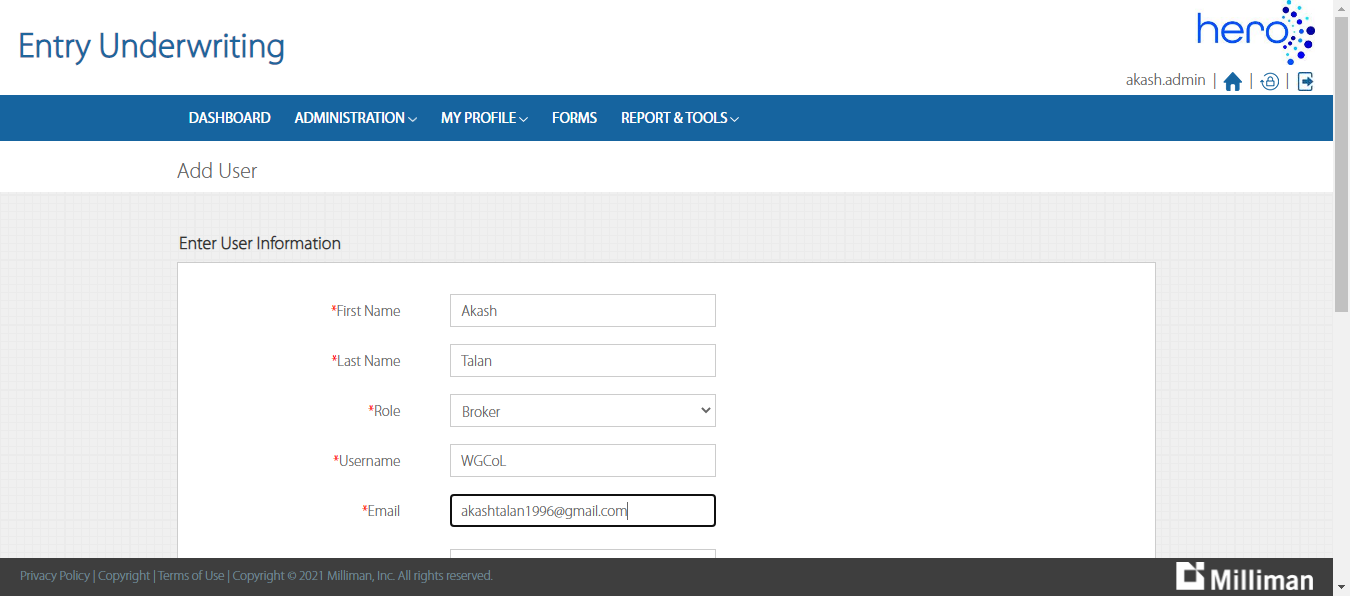 Entry Underwriting
hero
akash.admin | | |
DASHBOARD ADMINISTRATION MY PROFILE FORMS REPORT & TOOLS
Add User
Enter User Information
*First Name Akash
*Last Name Talan
*Role Broker
*Username WGCoL
*Email akashtalan1996@gmail.com
Privacy Policy | Copyright | Terms of Use | Copyright © 2021 Milliman, Inc. All rights reserved.
Milliman